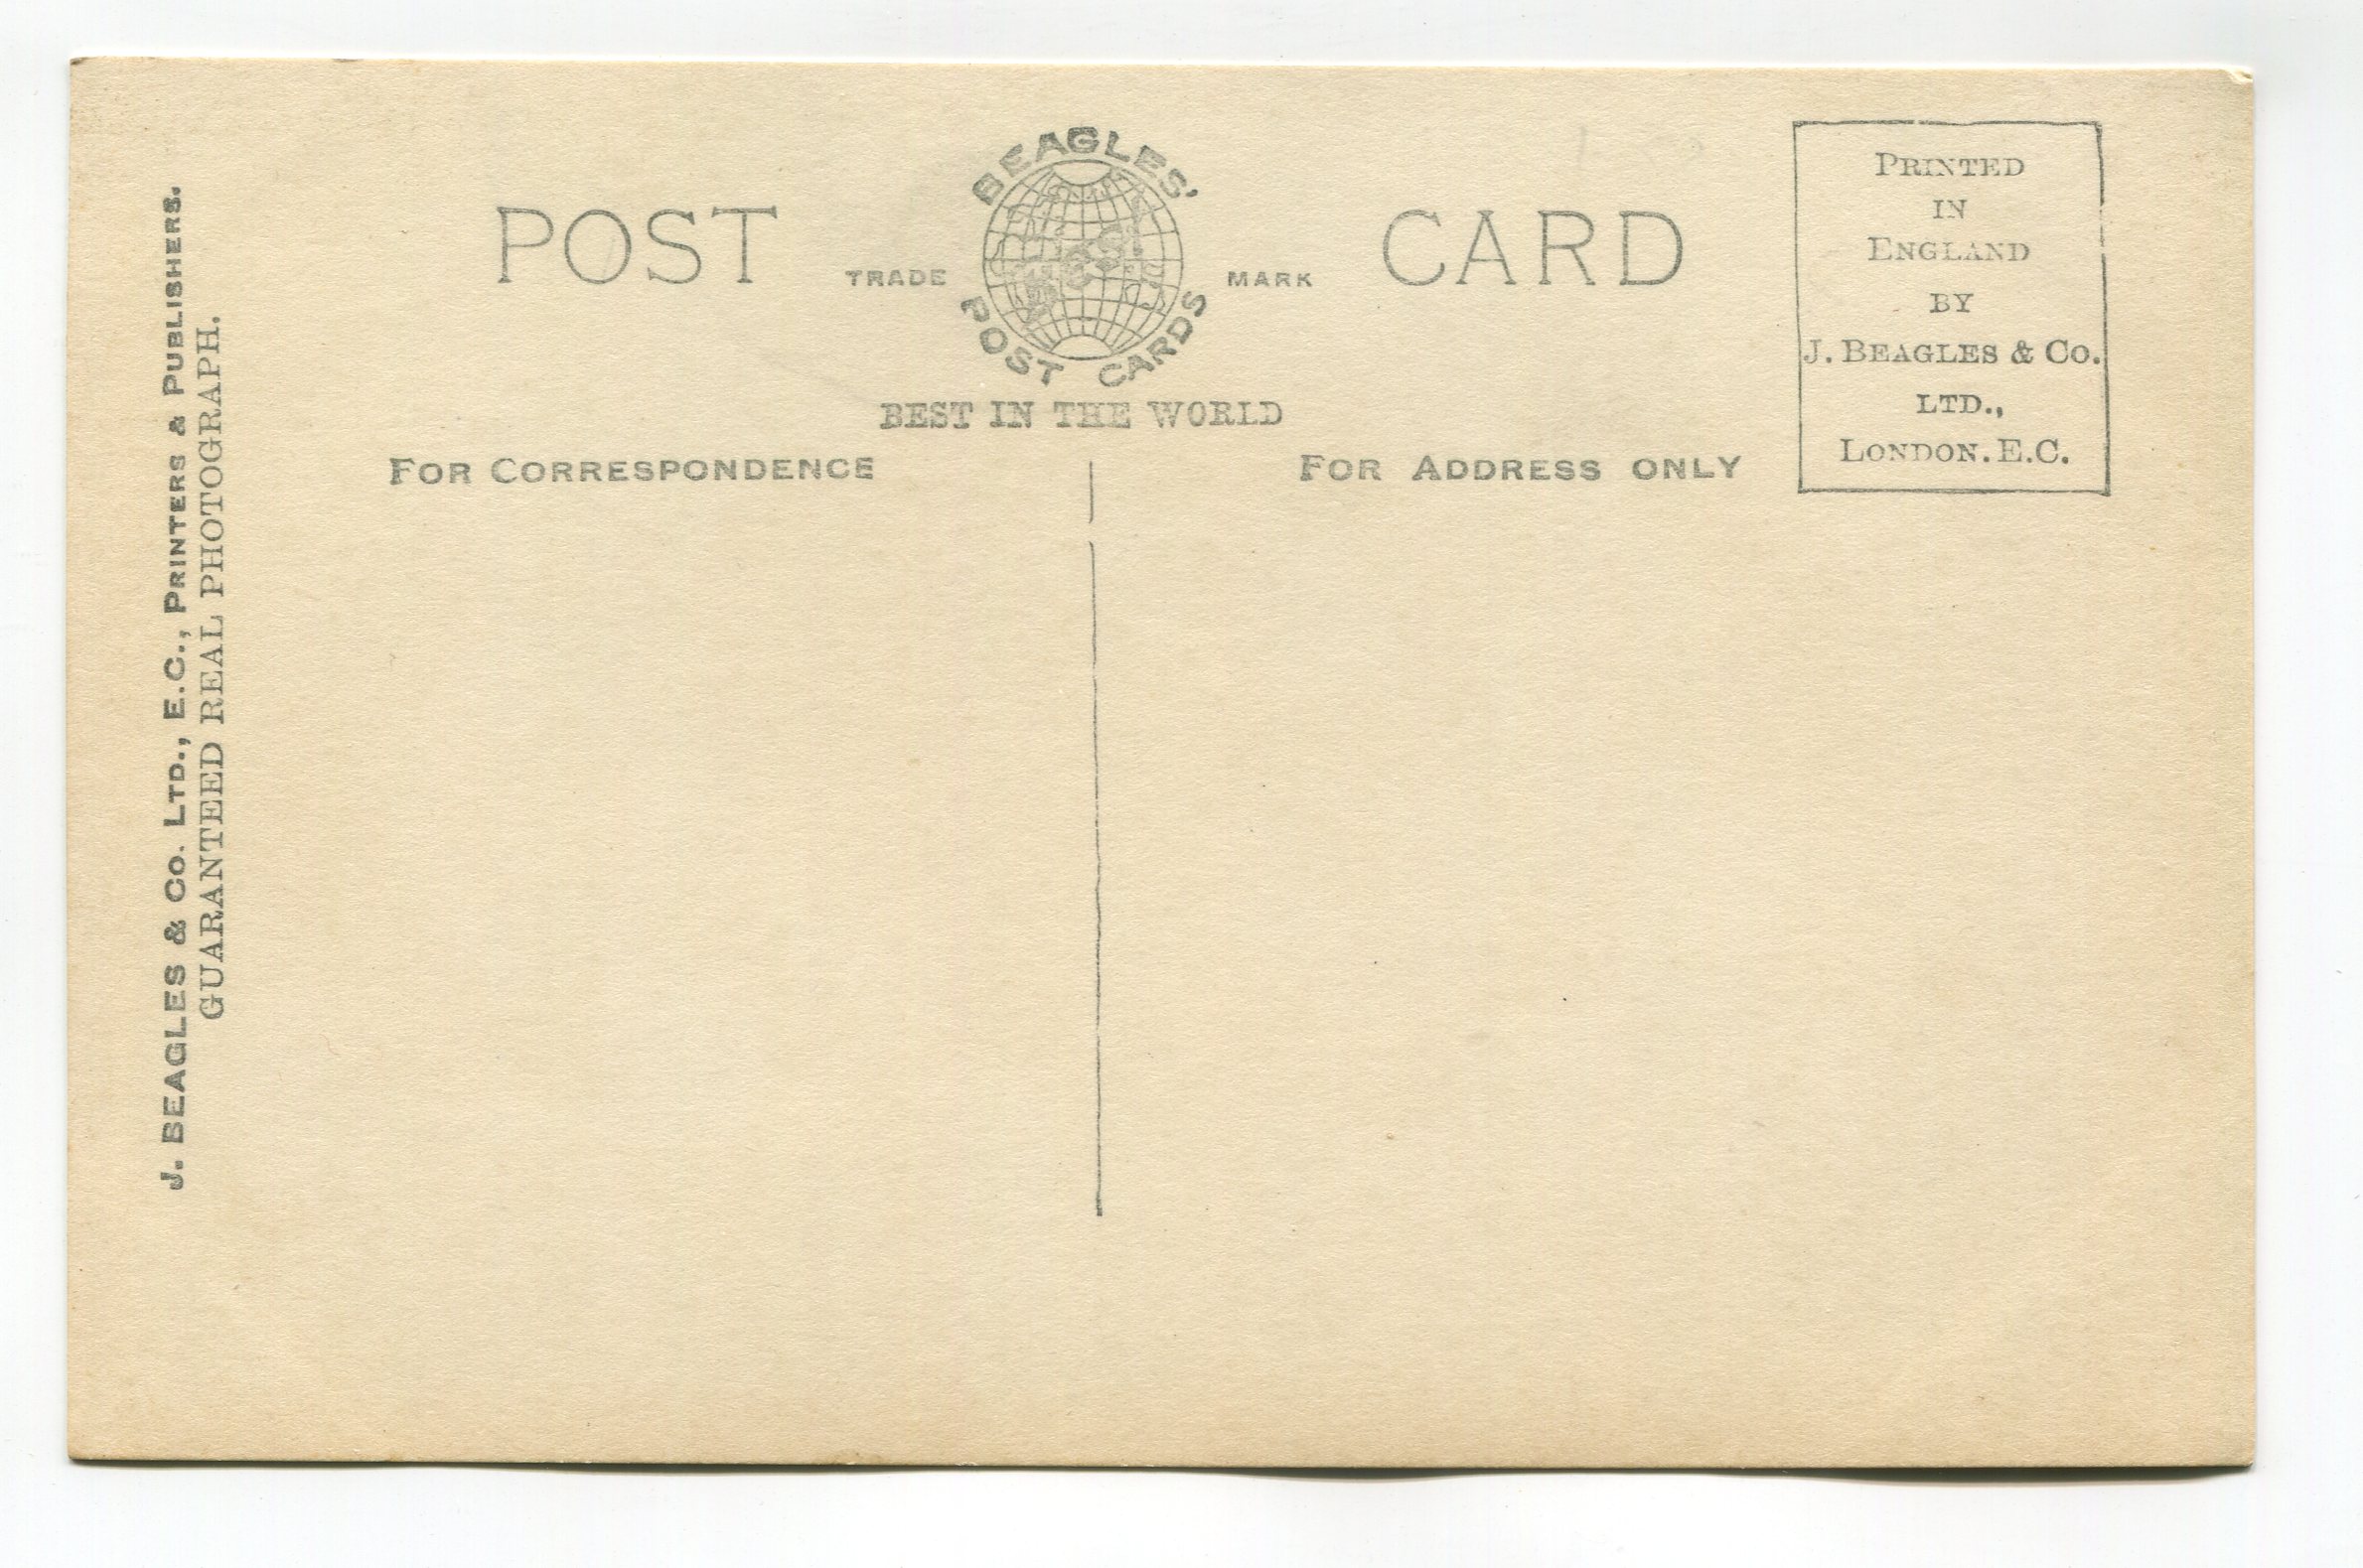 BEAGLES'
POST TRADE MARK CARD
POST CARDS
BEST IN THE WORLD
FOR CORRESPONDENCE
FOR ADDRESS ONLY
PRINTED
IN
ENGLAND
BY
J. BEAGLES & CO.
LTD.,
LONDON. E.C.
J. BEAGLES & CO. LTD., E.C., PRINTERS & PUBLISHERS.
GUARANTEED REAL PHOTOGRAPH.